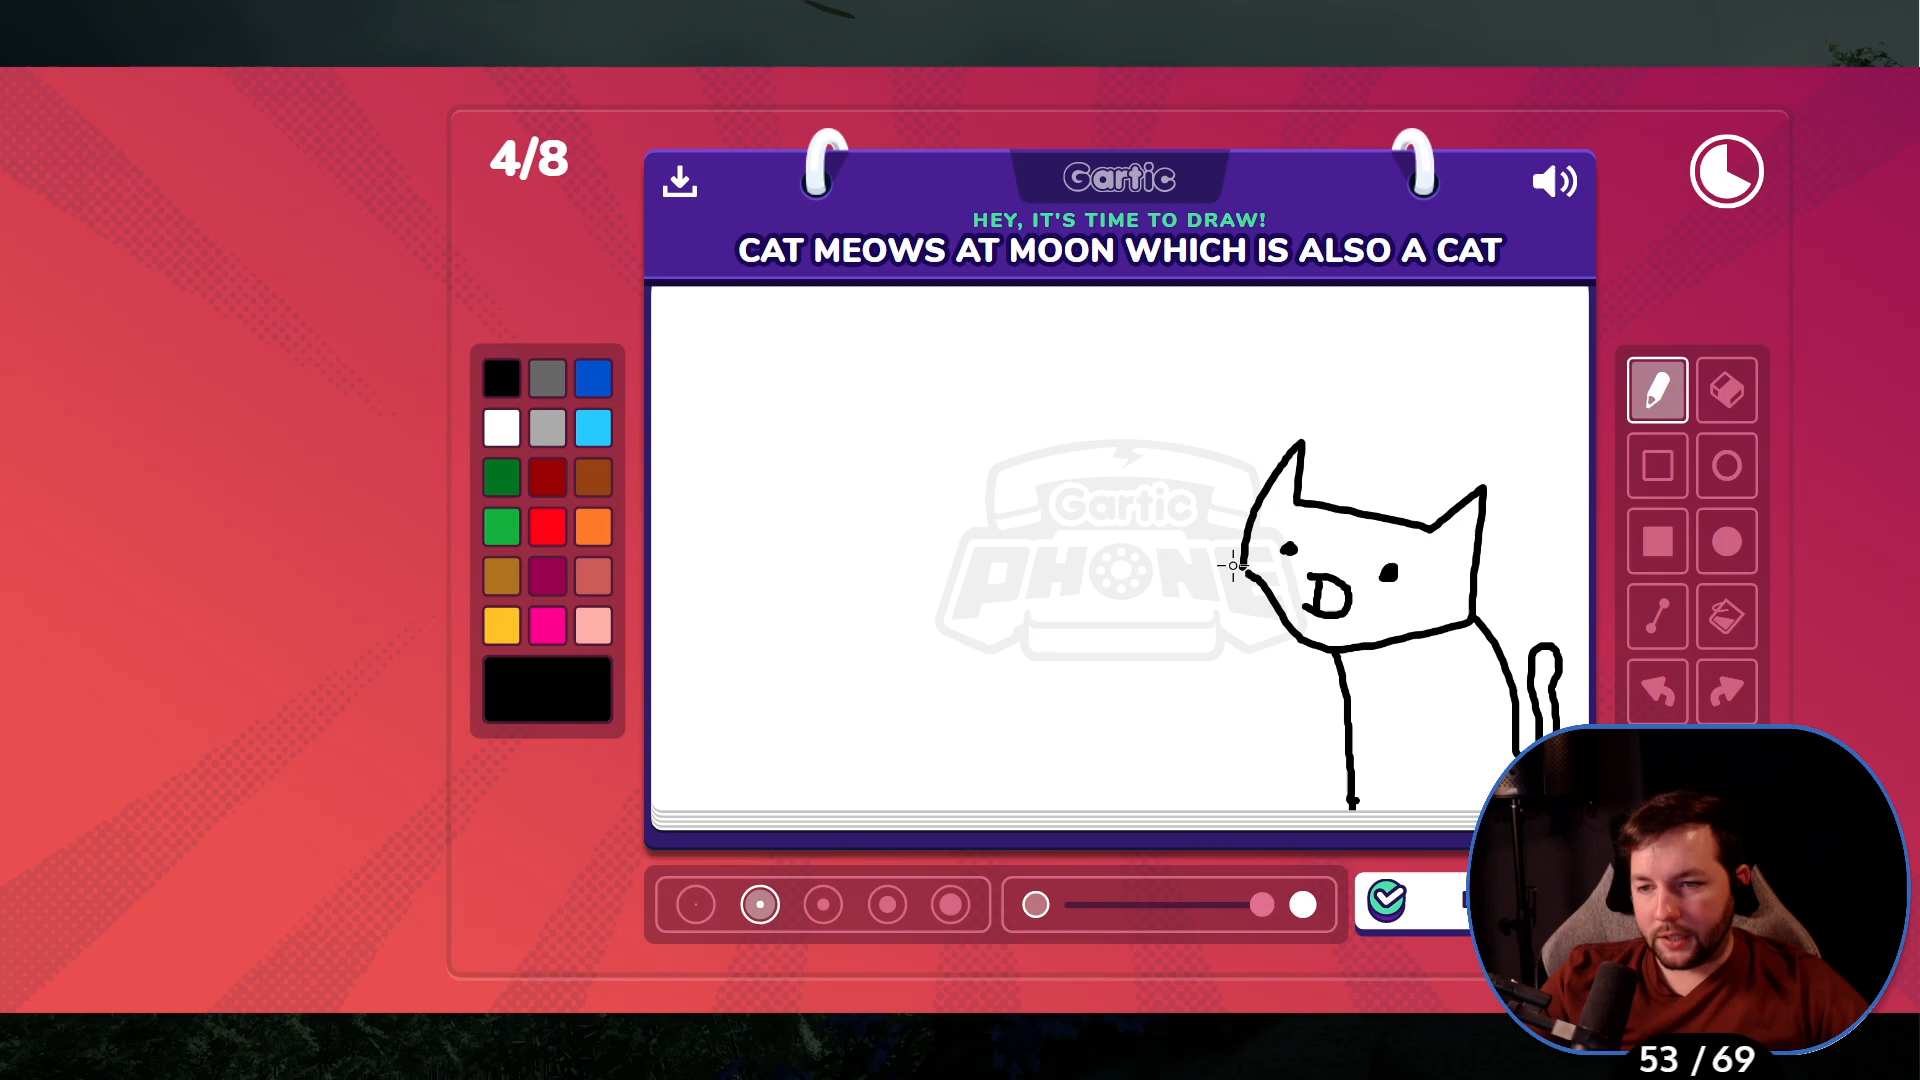 4/8
Gartic
HEY, IT'S TIME TO DRAW!
CAT MEOWS AT MOON WHICH IS ALSO A CAT
Gartic
PHONE
53 / 69